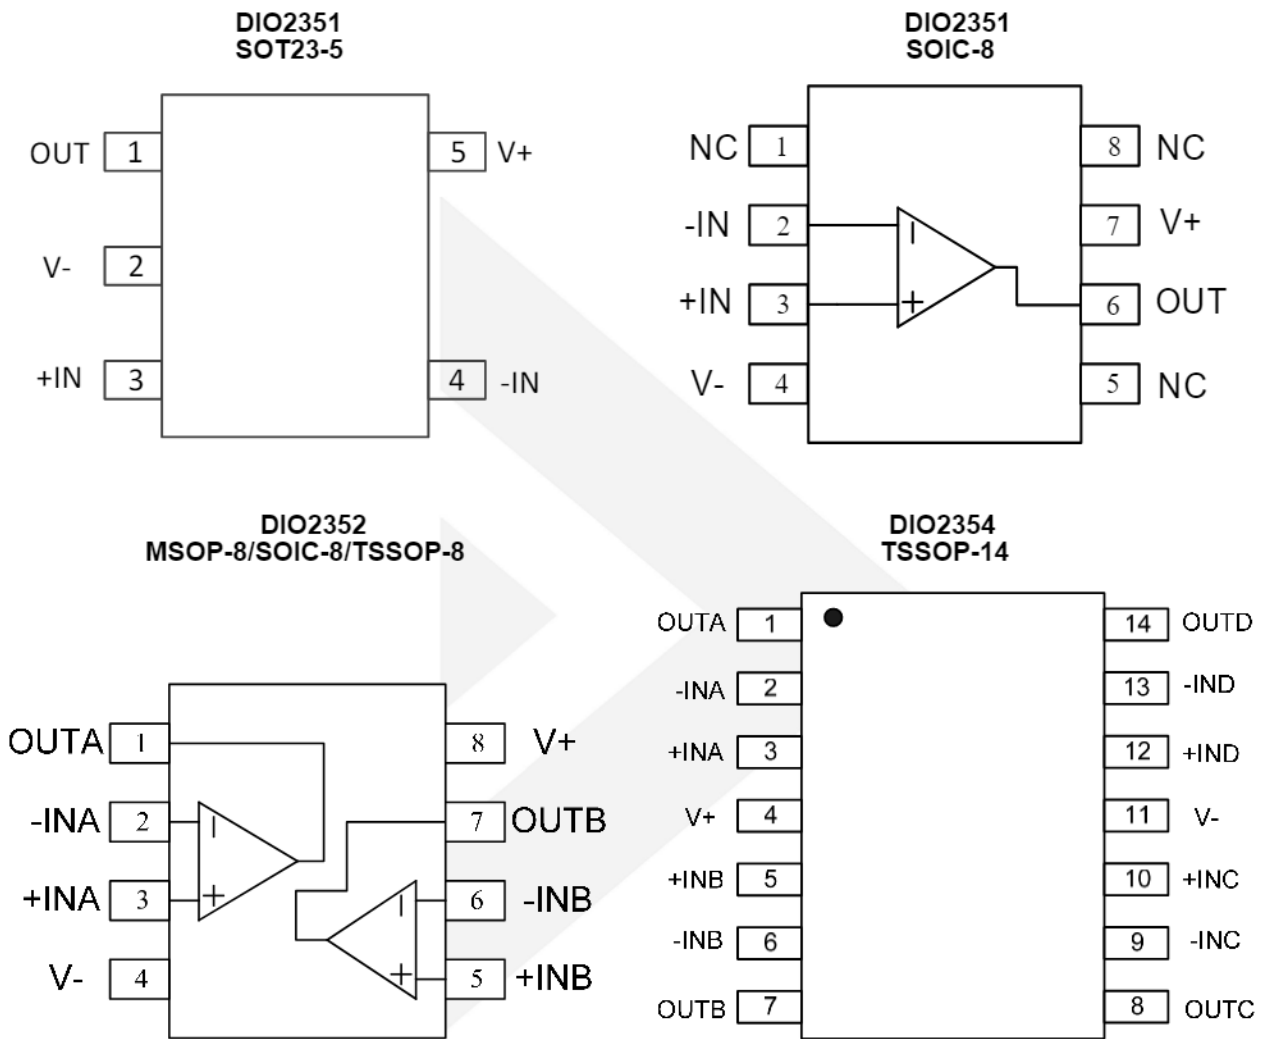 DIO2351
SOT23-5
OUT 1 5 V+
V- 2
+IN 3 4 -IN
DIO2351
SOIC-8
NC 1 8 NC
-IN 2 7 V+
+IN 3 6 OUT
V- 4 5 NC
DIO2352
MSOP-8/SOIC-8/TSSOP-8
OUTA 1 8 V+
-INA 2 7 OUTB
+INA 3 6 -INB
V- 4 5 +INB
DIO2354
TSSOP-14
OUTA 1 14 OUTD
-INA 2 13 -IND
+INA 3 12 +IND
V+ 4 11 V-
+INB 5 10 +INC
-INB 6 9 -INC
OUTB 7 8 OUTC